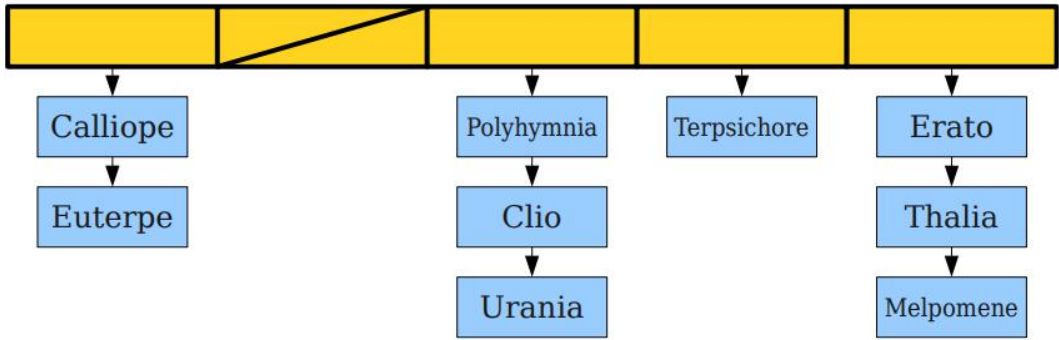 Calliope
Polyhymnia
Terpsichore
Erato
Euterpe
Clio
Thalia
Urania
Melpomene